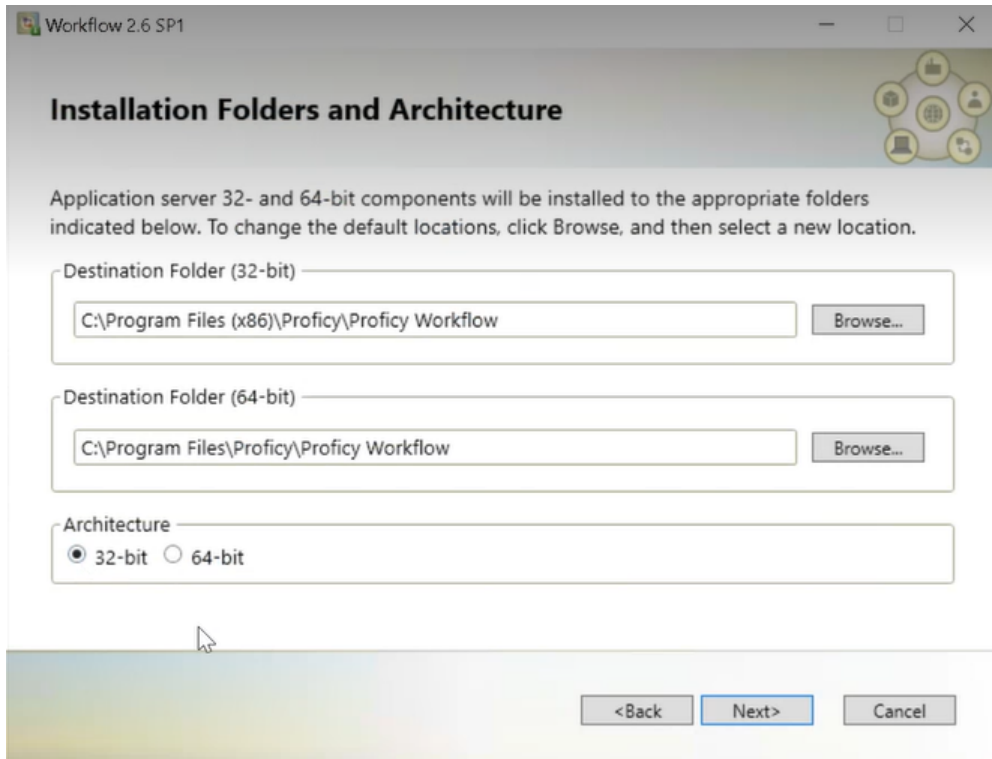 Workflow 2.6 SP1
Installation Folders and Architecture
Application server 32- and 64-bit components will be installed to the appropriate folders
indicated below. To change the default locations, click Browse, and then select a new location.
Destination Folder (32-bit)
C:\Program Files (x86)\Proficy\Proficy Workflow
Browse...
Destination Folder (64-bit)
C:\Program Files\Proficy\Proficy Workflow
Browse...
Architecture
32-bit 64-bit
<Back Next> Cancel